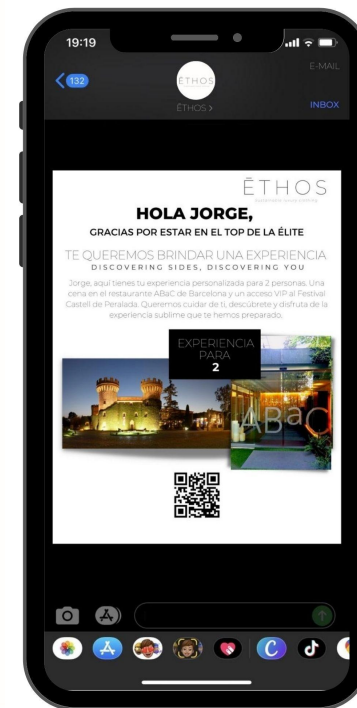 19:19
132
ĒTHOS
E-MAIL
ĒTHOS >
INBOX
ĒTHOS
HOLA JORGE,
GRACIAS POR ESTAR EN EL TOP DE LA ÉLITE
TE QUEREMOS BRINDAR UNA EXPERIENCIA
DISCOVERING SIDES, DISCOVERING YOU
Jorge, aquí tienes tu experiencia personalizada para 2 personas. Una
cena en el restaurante ABaC de Barcelona y un acceso VIP al Festival
Castell de Peralada. Queremos cuidar de ti, descúbrete y disfruta de la
experiencia sublime que te hemos preparado.
EXPERIENCIA
PARA
2
ABaC